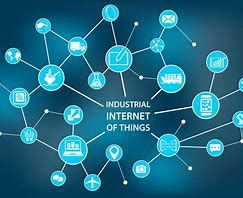 INDUSTRIAL
INTERNET
OF THINGS